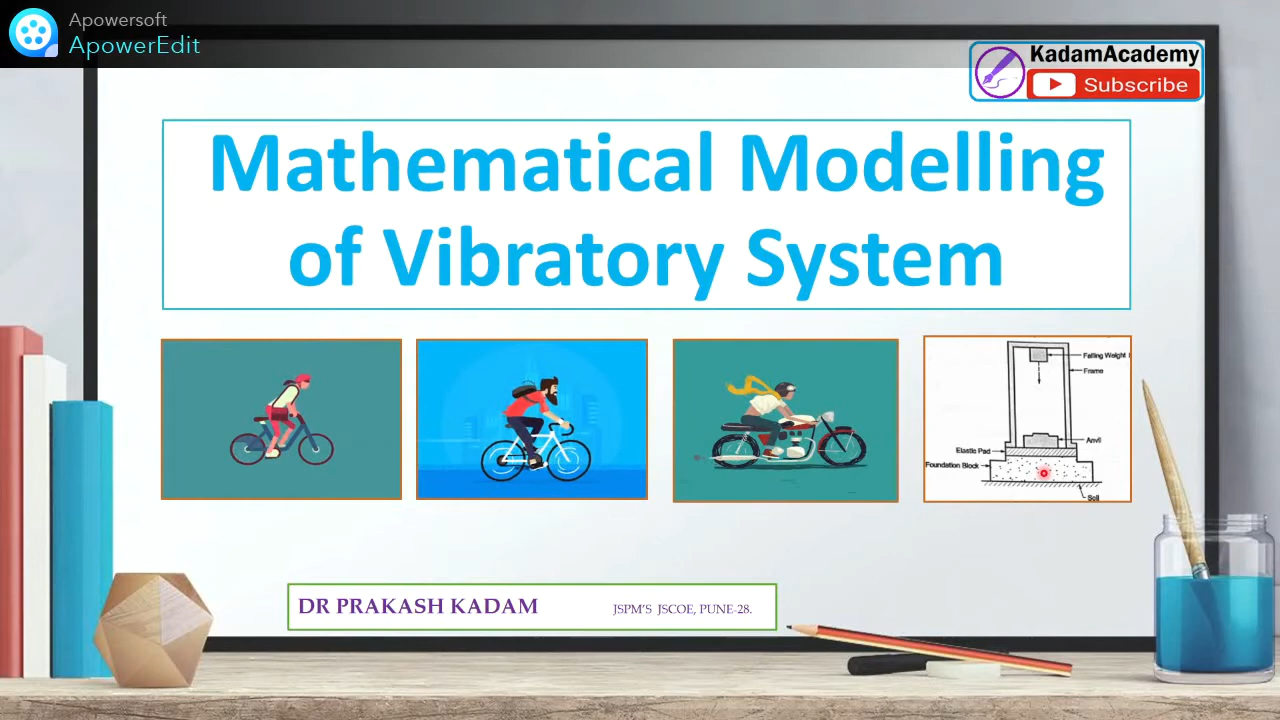 Apowersoft
ApowerEdit
KadamAcademy
Subscribe
Mathematical Modelling
of Vibratory System
Falling Weight
Frame
Anvil
Elastic Pad
Foundation Block
Soil
DR PRAKASH KADAM JSPM'S JSCOE, PUNE-28.